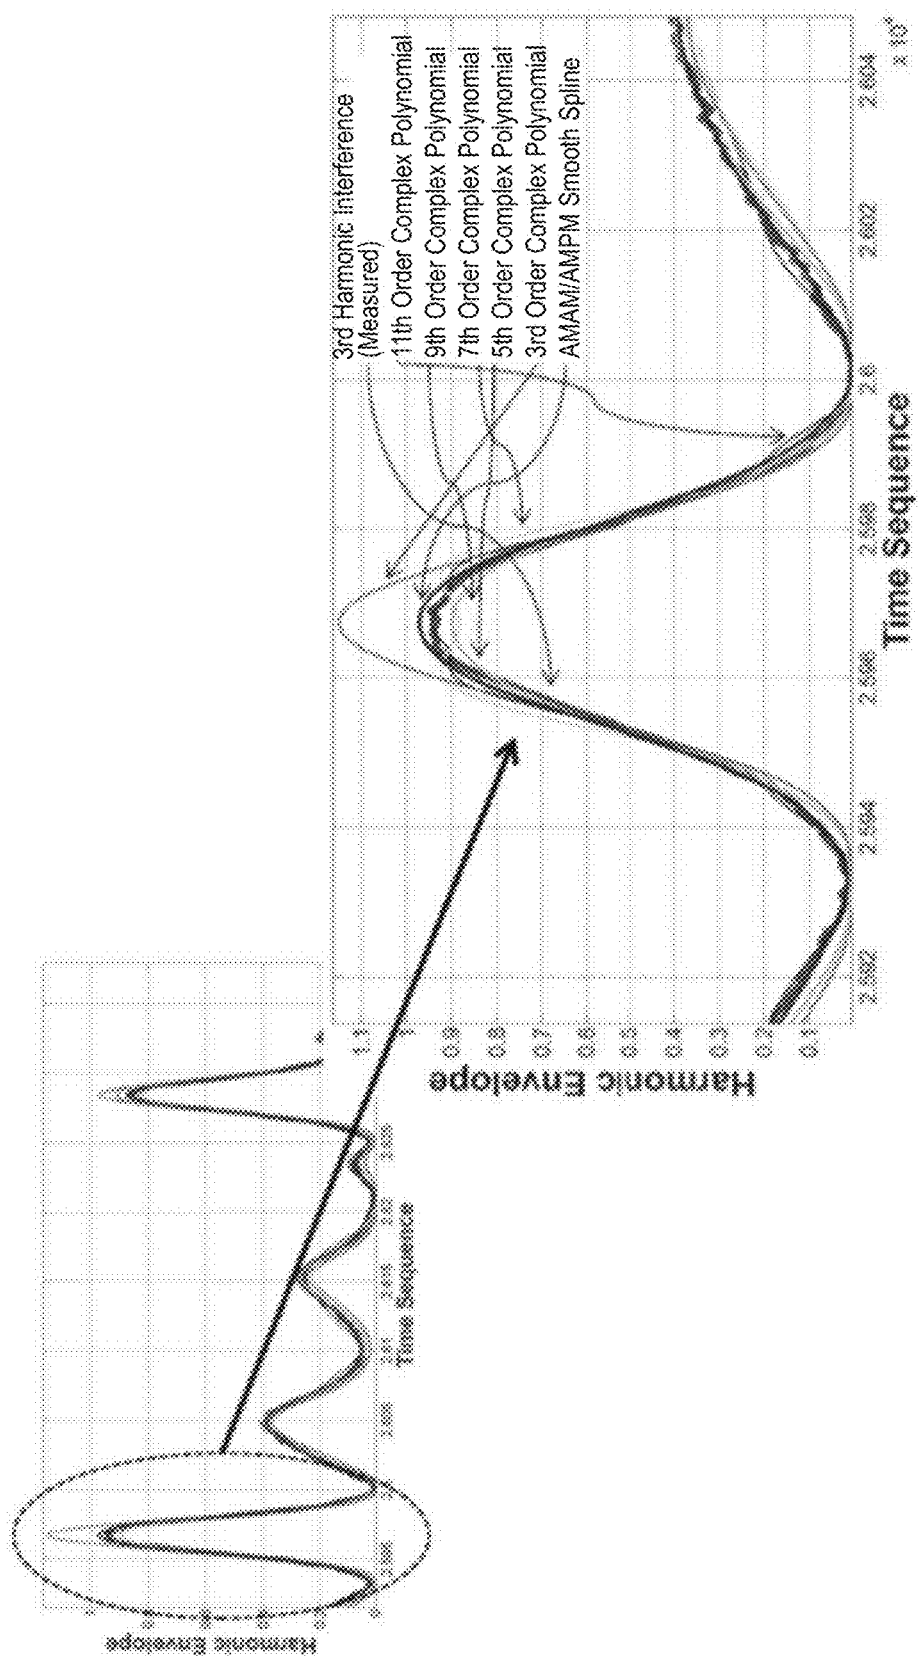 3rd Harmonic Interference
(Measured)
11th Order Complex Polynomial
9th Order Complex Polynomial
7th Order Complex Polynomial
5th Order Complex Polynomial
3rd Order Complex Polynomial
AMAM/AMPM Smooth Spline
Harmonic Envelope
1.1
1
0.9
0.8
0.7
0.6
0.5
0.4
0.3
0.2
0.1
2.592
2.594
2.596
2.598
2.6
2.602
2.604
x 10⁴
Time Sequence
Harmonic Envelope
Time Sequence